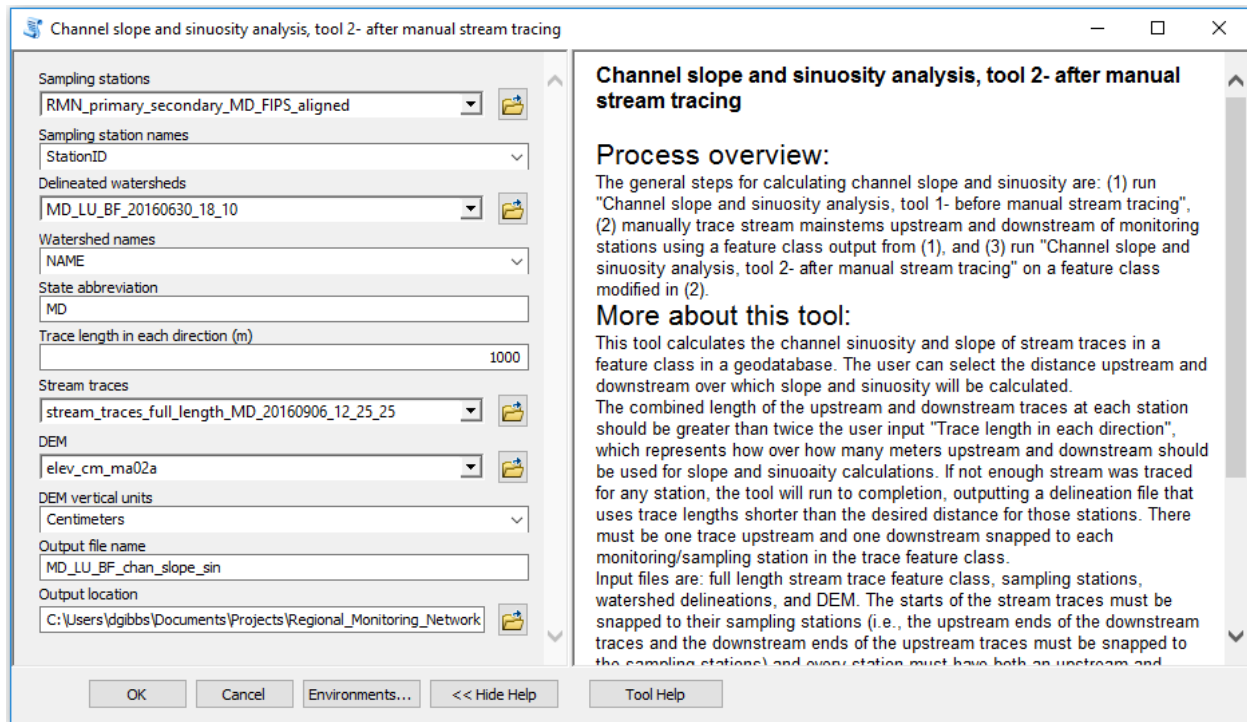 Channel slope and sinuosity analysis, tool 2- after manual stream tracing
Sampling stations
RMN_primary_secondary_MD_FIPS_aligned
Sampling station names
StationID
Delineated watersheds
MD_LU_BF_20160630_18_10
Watershed names
NAME
State abbreviation
MD
Trace length in each direction (m)
1000
Stream traces
stream_traces_full_length_MD_20160906_12_25_25
DEM
elev_cm_ma02a
DEM vertical units
Centimeters
Output file name
MD_LU_BF_chan_slope_sin
Output location
C:\Users\dgibbs\Documents\Projects\Regional_Monitoring_Network
Channel slope and sinuosity analysis, tool 2- after manual
stream tracing
Process overview:
The general steps for calculating channel slope and sinuosity are: (1) run
"Channel slope and sinuosity analysis, tool 1- before manual stream tracing",
(2) manually trace stream mainstems upstream and downstream of monitoring
stations using a feature class output from (1), and (3) run "Channel slope and
sinuosity analysis, tool 2- after manual stream tracing" on a feature class
modified in (2).
More about this tool:
This tool calculates the channel sinuosity and slope of stream traces in a
feature class in a geodatabase. The user can select the distance upstream and
downstream over which slope and sinuosity will be calculated.
The combined length of the upstream and downstream traces at each station
should be greater than twice the user input "Trace length in each direction",
which represents how over how many meters upstream and downstream should
be used for slope and sinuoaity calculations. If not enough stream was traced
for any station, the tool will run to completion, outputting a delineation file that
uses trace lengths shorter than the desired distance for those stations. There
must be one trace upstream and one downstream snapped to each
monitoring/sampling station in the trace feature class.
Input files are: full length stream trace feature class, sampling stations,
watershed delineations, and DEM. The starts of the stream traces must be
snapped to their sampling stations (i.e., the upstream ends of the downstream
traces and the downstream ends of the upstream traces must be snapped to
the sampling stations) and every station must have both an upstream and
OK
Cancel
Environments...
<< Hide Help
Tool Help